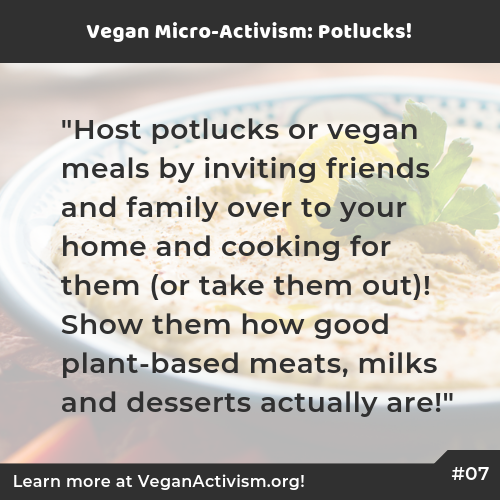 Vegan Micro-Activism: Potlucks!
"Host potlucks or vegan
meals by inviting friends
and family over to your
home and cooking for
them (or take them out)!
Show them how good
plant-based meats, milks
and desserts actually are!"
#07
Learn more at VeganActivism.org!